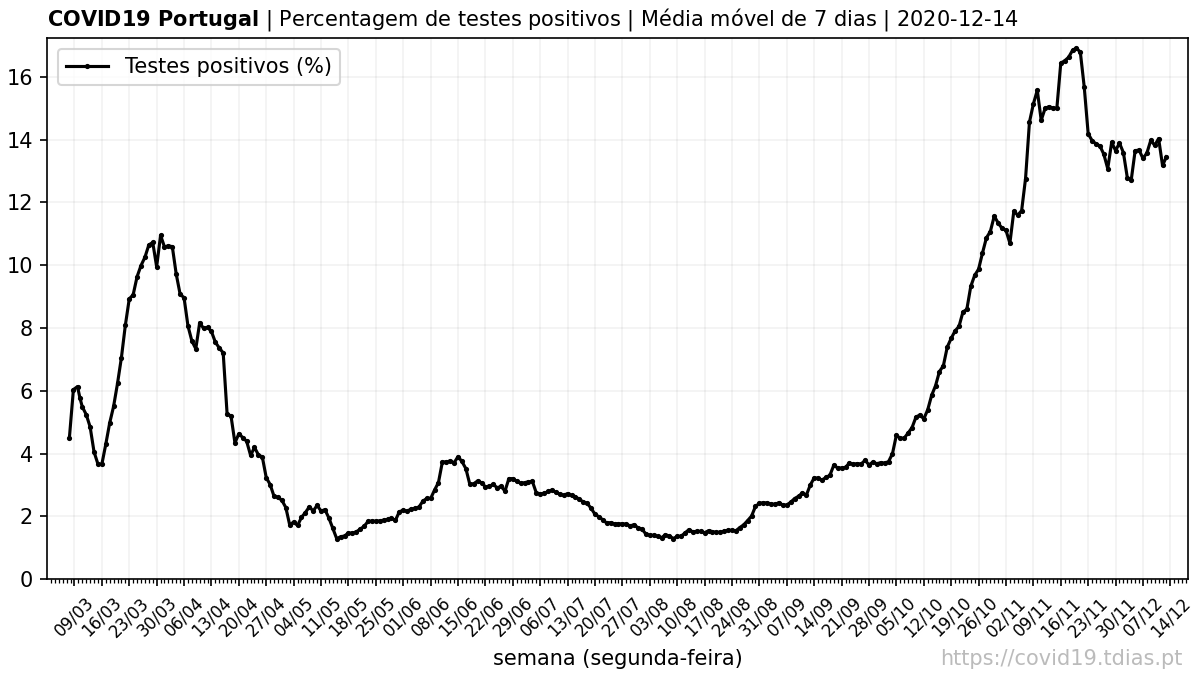 COVID19 Portugal | Percentagem de testes positivos | Média móvel de 7 dias | 2020-12-14
Testes positivos (%)
16
14
12
10
8
6
4
2
0
09/03 16/03 23/03 30/03 06/04 13/04 20/04 27/04 04/05 11/05 18/05 25/05 01/06 08/06 15/06 22/06 29/06 06/07 13/07 20/07 27/07 03/08 10/08 17/08 24/08 31/08 07/09 14/09 21/09 28/09 05/10 12/10 19/10 26/10 02/11 09/11 16/11 23/11 30/11 07/12 14/12
semana (segunda-feira)
https://covid19.tdias.pt